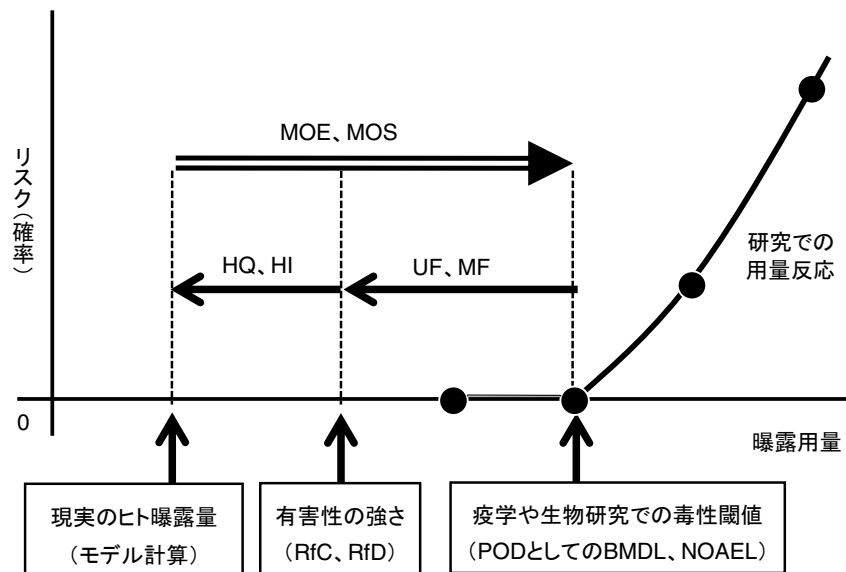 MOE、MOS
リスク(確率)
HQ、HI
UF、MF
研究での
用量反応
0
曝露用量
現実のヒト曝露量
(モデル計算)
有害性の強さ
(RfC、RfD)
疫学や生物研究での毒性閾値
(PODとしてのBMDL、NOAEL)